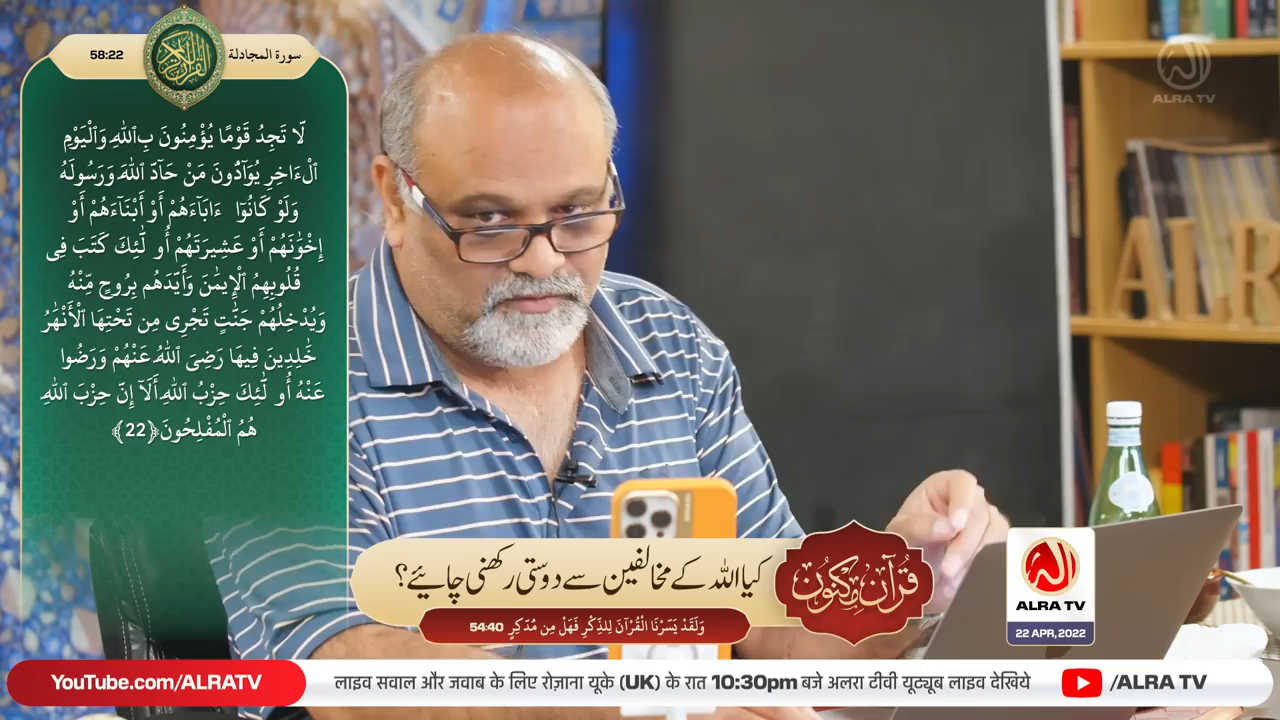 58:22
سورة المجادلة
لَّا تَجِدُ قَوْمًا يُؤْمِنُونَ بِٱللَّهِ وَٱلْيَوْمِ
ٱلْءَاخِرِ يُوَآدُّونَ مَنْ حَآدَّ ٱللَّهَ وَرَسُولَهُ
وَلَوْ كَانُوٓا۟ ءَابَآءَهُمْ أَوْ أَبْنَآءَهُمْ أَوْ
إِخْوَٰنَهُمْ أَوْ عَشِيرَتَهُمْ أُو۟لَٰٓئِكَ كَتَبَ فِى
قُلُوبِهِمُ ٱلْإِيمَٰنَ وَأَيَّدَهُم بِرُوحٍ مِّنْهُ
وَيُدْخِلُهُمْ جَنَّٰتٍ تَجْرِى مِن تَحْتِهَا ٱلْأَنْهَٰرُ
خَٰلِدِينَ فِيهَا رَضِىَ ٱللَّهُ عَنْهُمْ وَرَضُوا
عَنْهُ أُو۟لَٰٓئِكَ حِزْبُ ٱللَّهِ أَلَآ إِنَّ حِزْبَ ٱللَّهِ
هُمُ ٱلْمُفْلِحُونَ ﴿22﴾
ALRA TV
ALR
کیا اللہ کے مخالفین سے دوستی رکھنی چاہیئے؟
قرآن مکنون
وَلَقَدْ يَسَّرْنَا الْقُرْآنَ لِلذِّكْرِ فَهَلْ مِن مُّدَّكِرٍ 54:40
ALRA TV
22 APR,2022
YouTube.com/ALRATV
लाइव सवाल और जवाब के लिए रोज़ाना यूके (UK) के रात 10:30pm बजे अलरा टीवी यूट्यूब लाइव देखिये
/ALRA TV